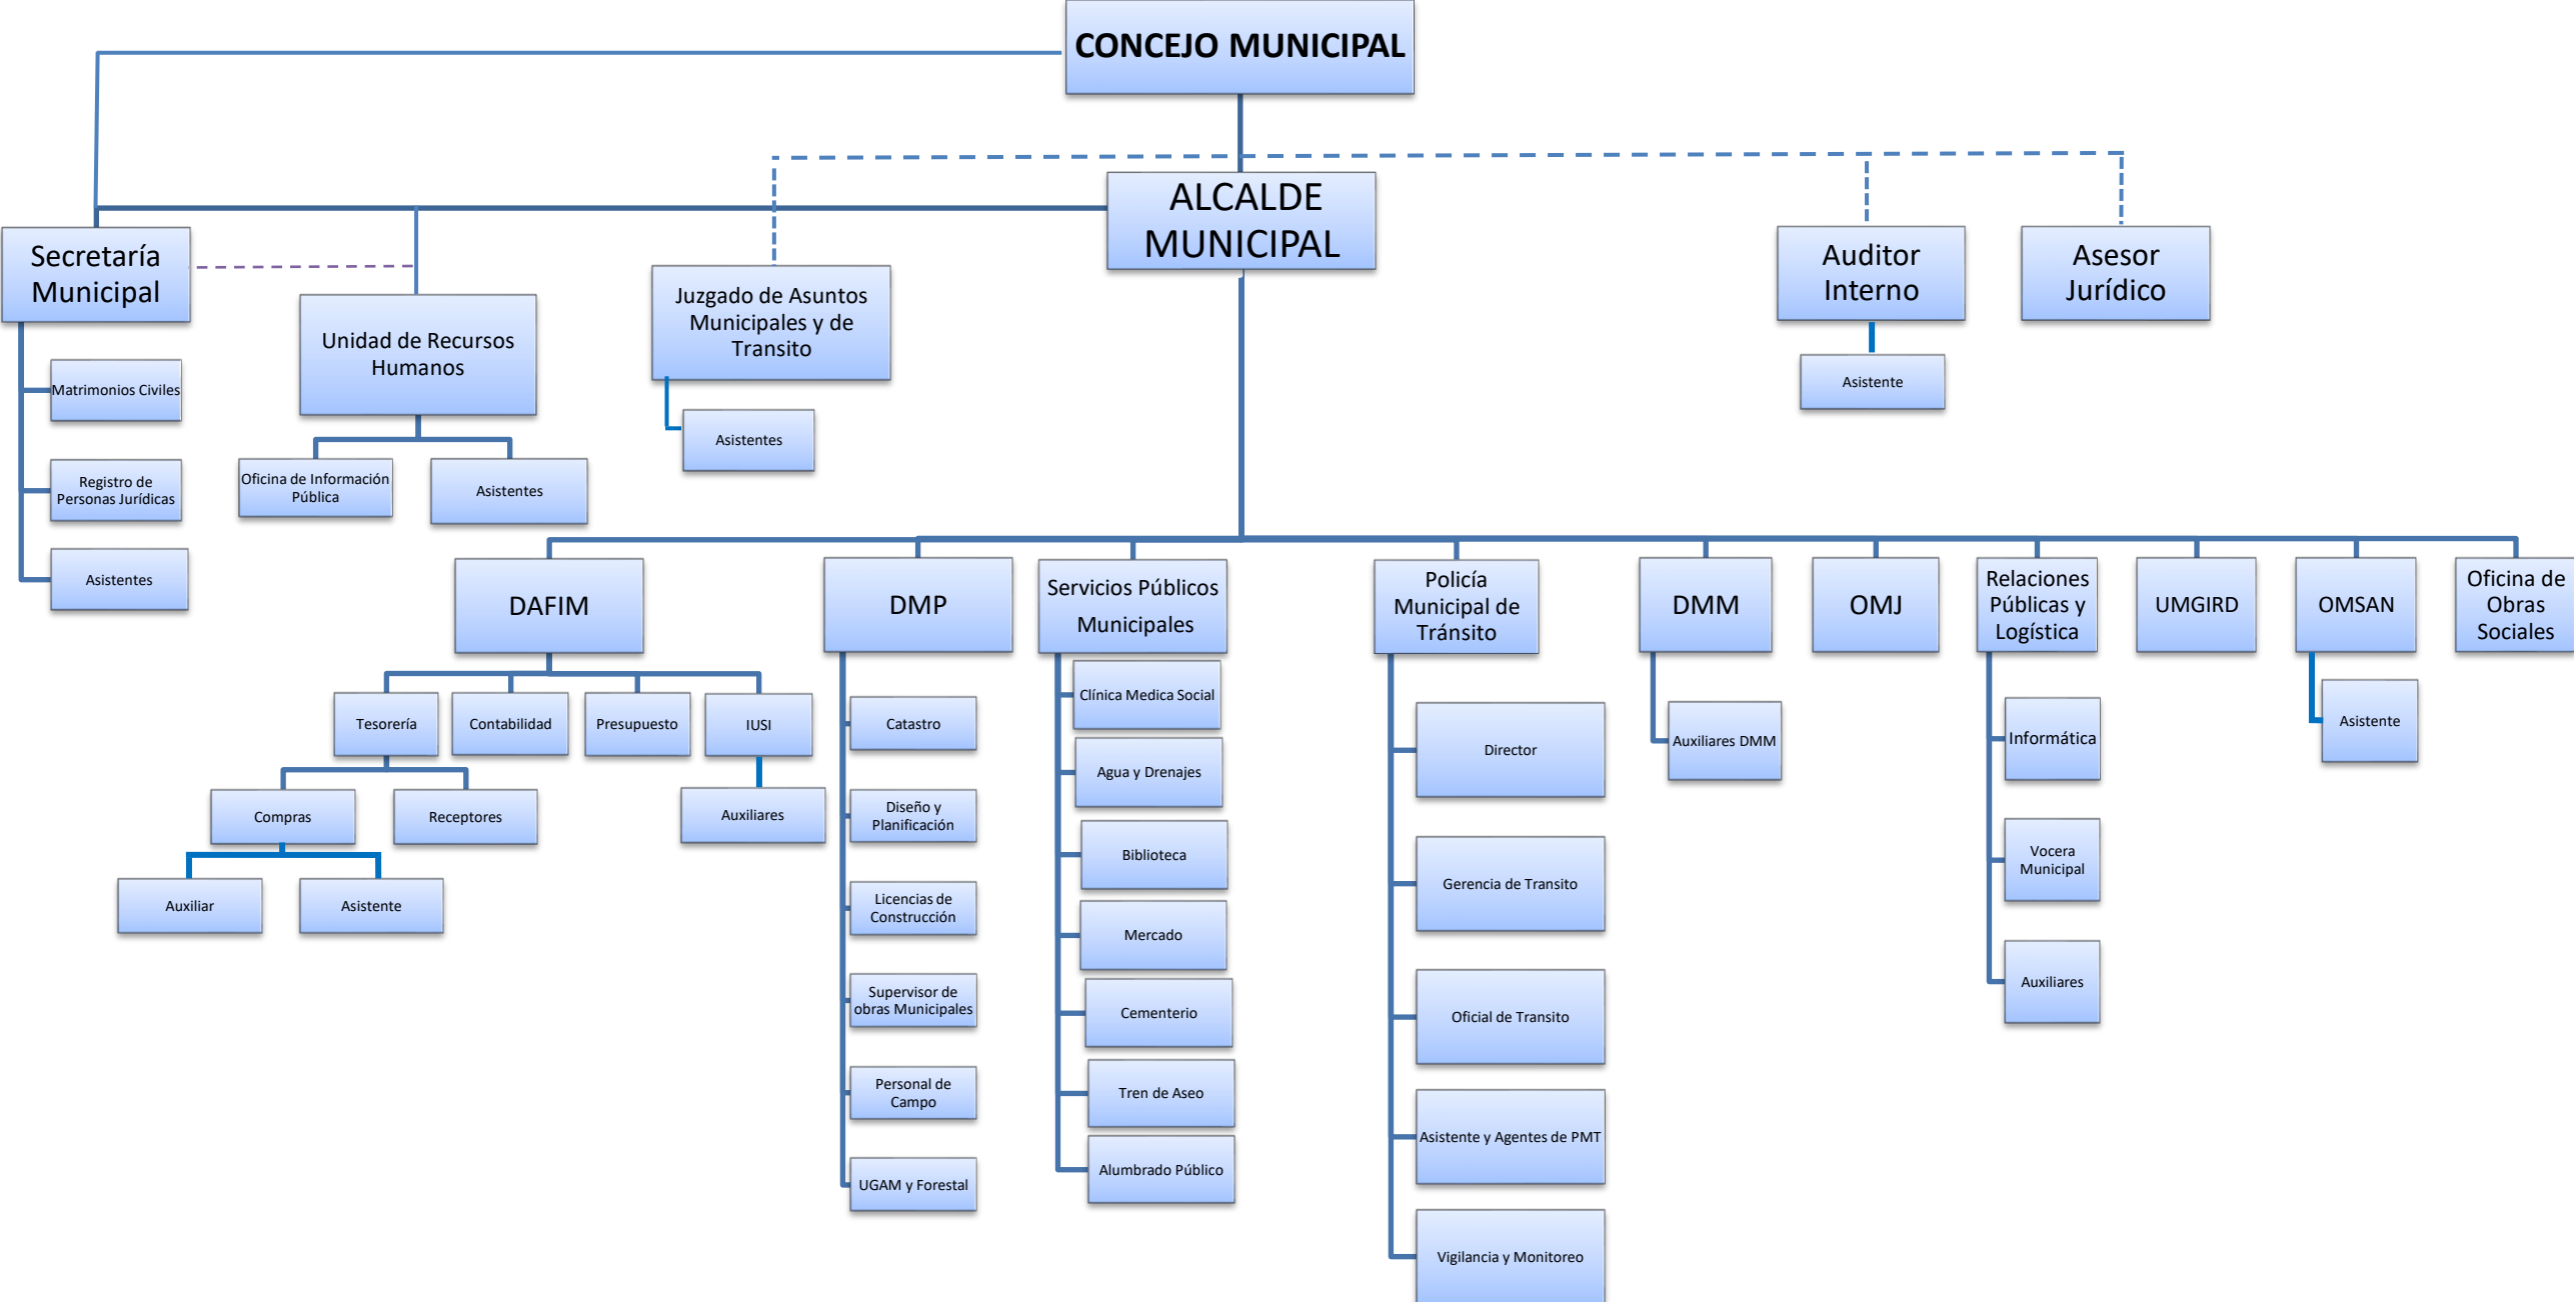 CONCEJO MUNICIPAL
ALCALDE
MUNICIPAL
Secretaría
Municipal
Matrimonios Civiles
Registro de
Personas Jurídicas
Asistentes
Unidad de Recursos
Humanos
Oficina de Información
Pública
Asistentes
Juzgado de Asuntos
Municipales y de
Transito
Asistentes
Auditor
Interno
Asistente
Asesor
Jurídico
DAFIM
Tesorería
Contabilidad
Presupuesto
IUSI
Compras
Receptores
Auxiliares
Auxiliar
Asistente
DMP
Catastro
Diseño y
Planificación
Licencias de
Construcción
Supervisor de
obras Municipales
Personal de
Campo
UGAM y Forestal
Servicios Públicos
Municipales
Clínica Medica Social
Agua y Drenajes
Biblioteca
Mercado
Cementerio
Tren de Aseo
Alumbrado Público
Policía
Municipal de
Tránsito
Director
Gerencia de Transito
Oficial de Transito
Asistente y Agentes de PMT
Vigilancia y Monitoreo
DMM
Auxiliares DMM
OMJ
Relaciones
Públicas y
Logística
Informática
Vocera
Municipal
Auxiliares
UMGIRD
OMSAN
Asistente
Oficina de
Obras
Sociales